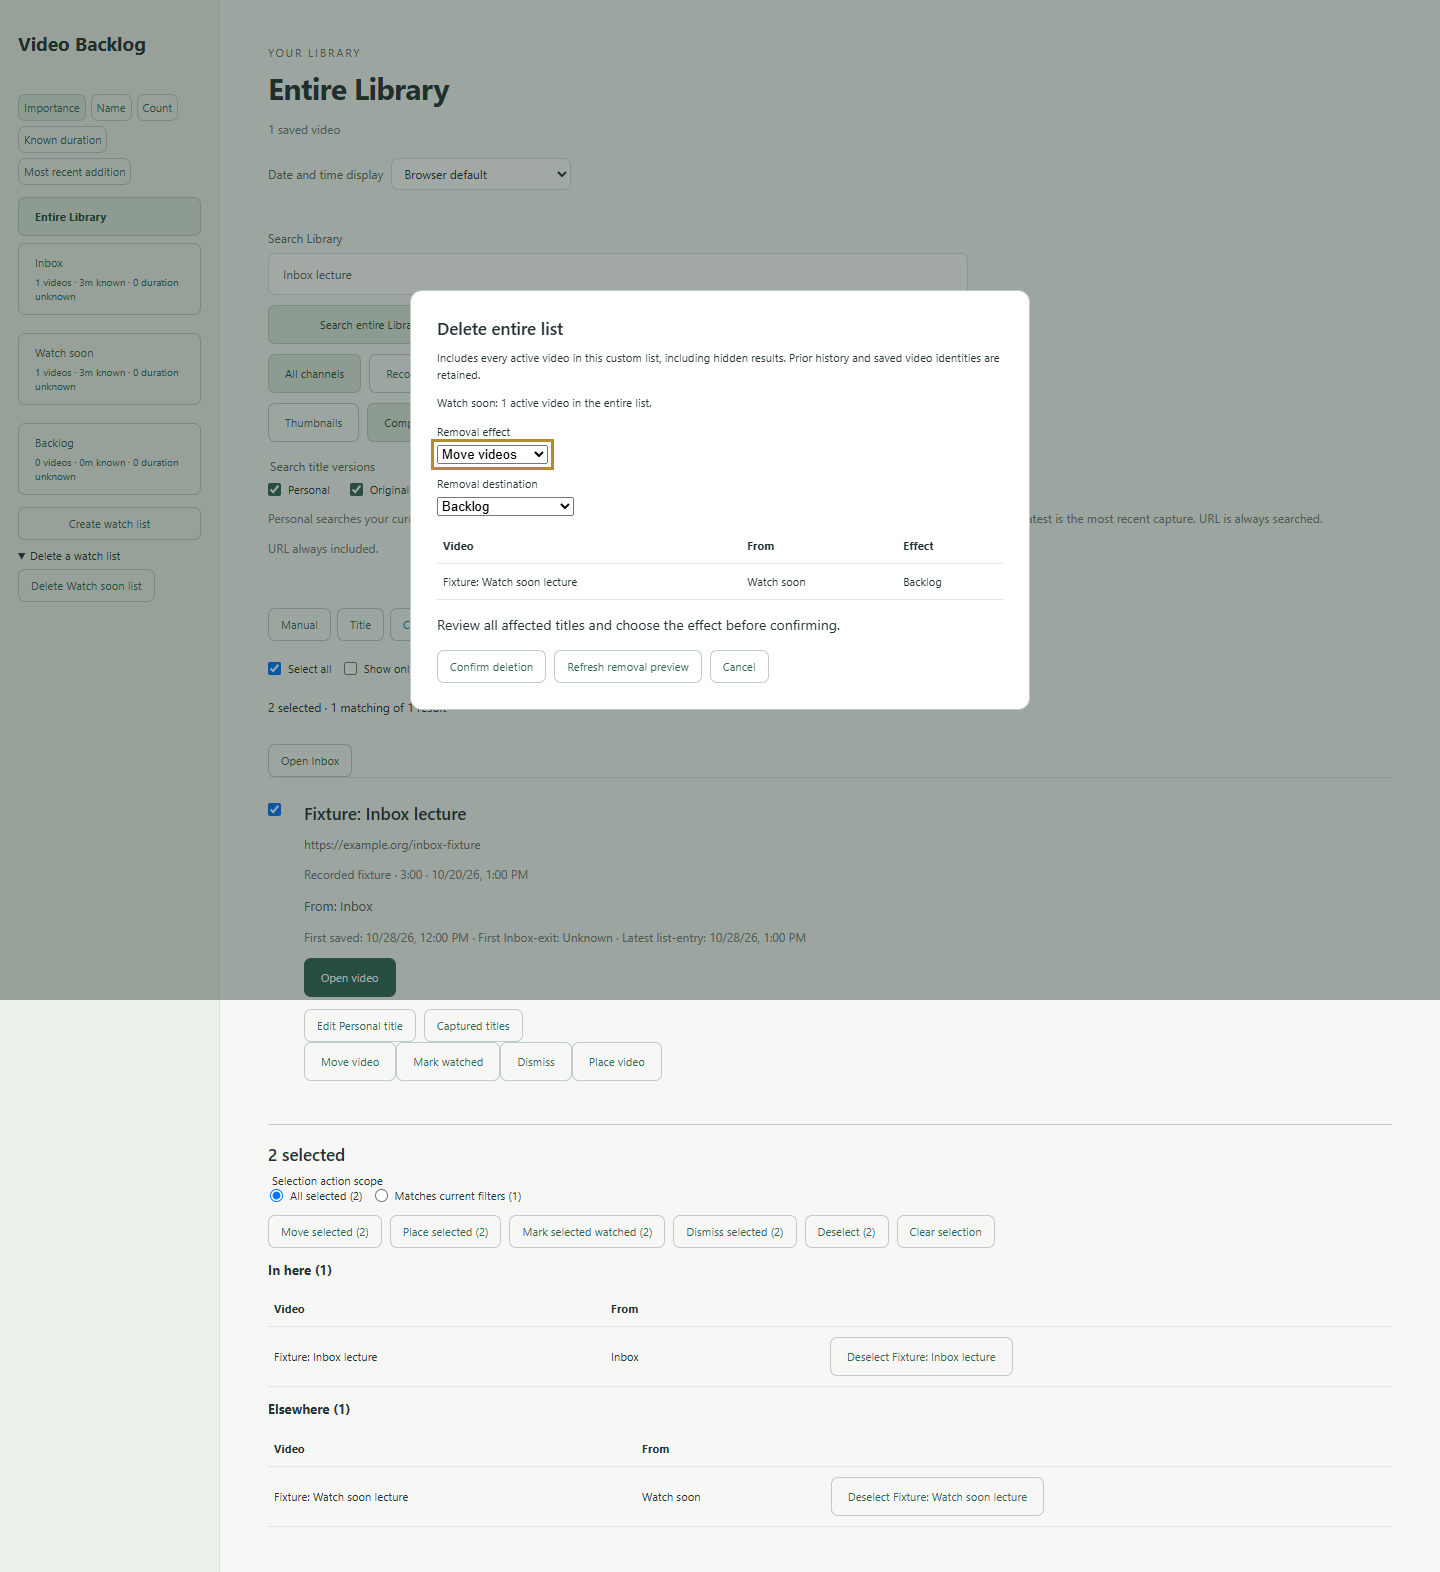 Video Backlog
Importance
Name
Count
Known duration
Most recent addition
Entire Library
Inbox
1 videos · 3m known · 0 duration
unknown
Watch soon
1 videos · 3m known · 0 duration
unknown
Backlog
0 videos · 0m known · 0 duration
unknown
Create watch list
▼ Delete a watch list
Delete Watch soon list
YOUR LIBRARY
Entire Library
1 saved video
Date and time display
Browser default
Search Library
Inbox lecture
Search entire
All channels
Thumbnails
Search title versions
Personal
Original
Personal searches your
is the most recent capture. URL is always searched.
URL always included.
Manual
Title
Select all
Show
2 selected · 1 matching of 1 result
Open Inbox
Delete entire list
Includes every active video in this custom list, including hidden results. Prior history and saved video identities are
retained.
Watch soon: 1 active video in the entire list.
Removal effect
Move videos
Removal destination
Backlog
Video From Effect
Fixture: Watch soon lecture Watch soon Backlog
Review all affected titles and choose the effect before confirming.
Confirm deletion
Refresh removal preview
Cancel
Fixture: Inbox lecture
https://example.org/inbox-fixture
Recorded fixture · 3:00 · 10/20/26, 1:00 PM
From: Inbox
First saved: 10/28/26, 12:00 PM · First Inbox-exit: Unknown · Latest list-entry: 10/28/26, 1:00 PM
Open video
Edit Personal title
Captured titles
Move video
Mark watched
Dismiss
Place video
2 selected
Selection action scope
All selected (2)
Matches current filters (1)
Move selected (2)
Place selected (2)
Mark selected watched (2)
Dismiss selected (2)
Deselect (2)
Clear selection
In here (1)
Video From
Fixture: Inbox lecture Inbox Deselect Fixture: Inbox lecture
Elsewhere (1)
Video From
Fixture: Watch soon lecture Watch soon Deselect Fixture: Watch soon lecture